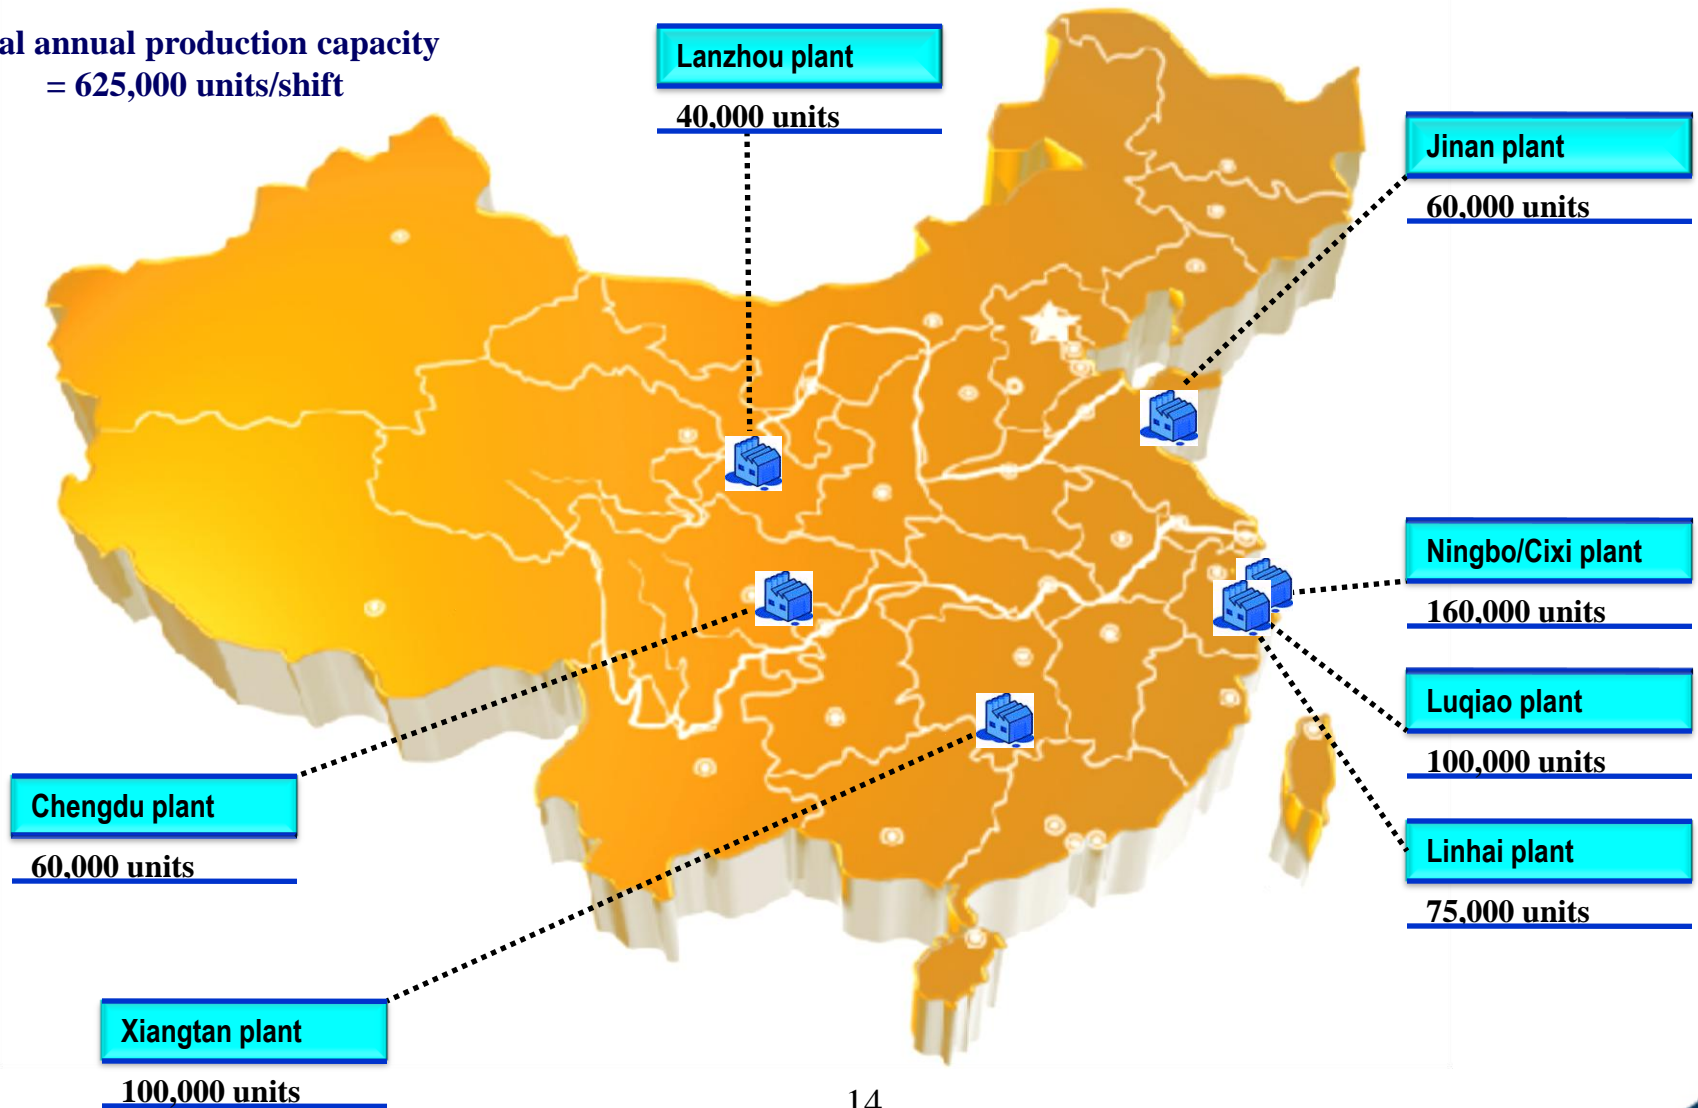 al annual production capacity
= 625,000 units/shift
Lanzhou plant
40,000 units
Jinan plant
60,000 units
Ningbo/Cixi plant
160,000 units
Luqiao plant
100,000 units
Linhai plant
75,000 units
Chengdu plant
60,000 units
Xiangtan plant
100,000 units
14